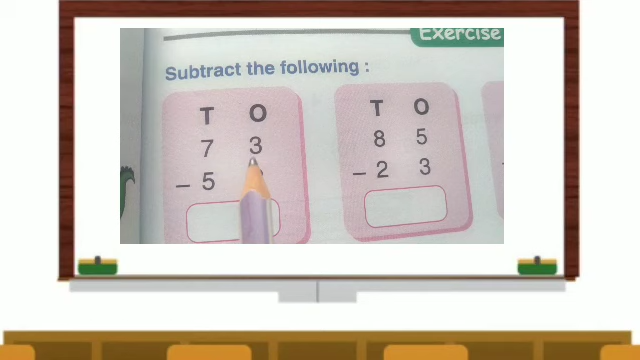 Exercise
Subtract the following :
T O
7 3
– 5
T O
8 5
– 2 3